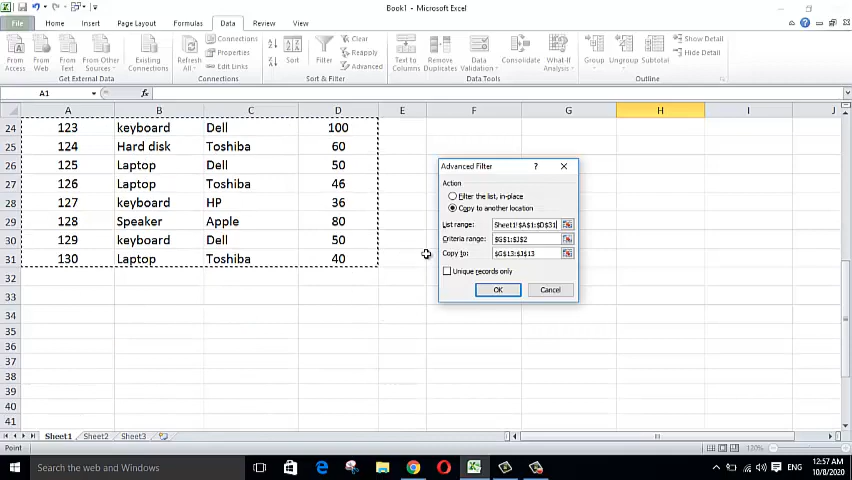 Book1 - Microsoft Excel
File Home Insert Page Layout Formulas Data Review View
From Access From Web From Text From Other Sources Existing Connections Refresh All Connections Properties Edit Links Sort Filter Clear Reapply Advanced Text to Columns Remove Duplicates Data Validation Consolidate What-If Analysis Group Ungroup Subtotal Show Detail Hide Detail
Get External Data Connections Sort & Filter Data Tools Outline
A1 fx
A B C D E F G H I J
24 123 keyboard Dell 100
25 124 Hard disk Toshiba 60
26 125 Laptop Dell 50
27 126 Laptop Toshiba 46
28 127 keyboard HP 36
29 128 Speaker Apple 80
30 129 keyboard Dell 50
31 130 Laptop Toshiba 40
32
33
34
35
36
37
38
39
40
41
Advanced Filter ?
Action
Filter the list, in-place
Copy to another location
List range: Sheet1!$A$1:$D$31
Criteria range: $G$1:$J$2
Copy to: $G$13:$J$13
Unique records only
OK Cancel
Sheet1 Sheet2 Sheet3
Point 170%
Search the web and Windows
ENG 12:57 AM
10/8/2020